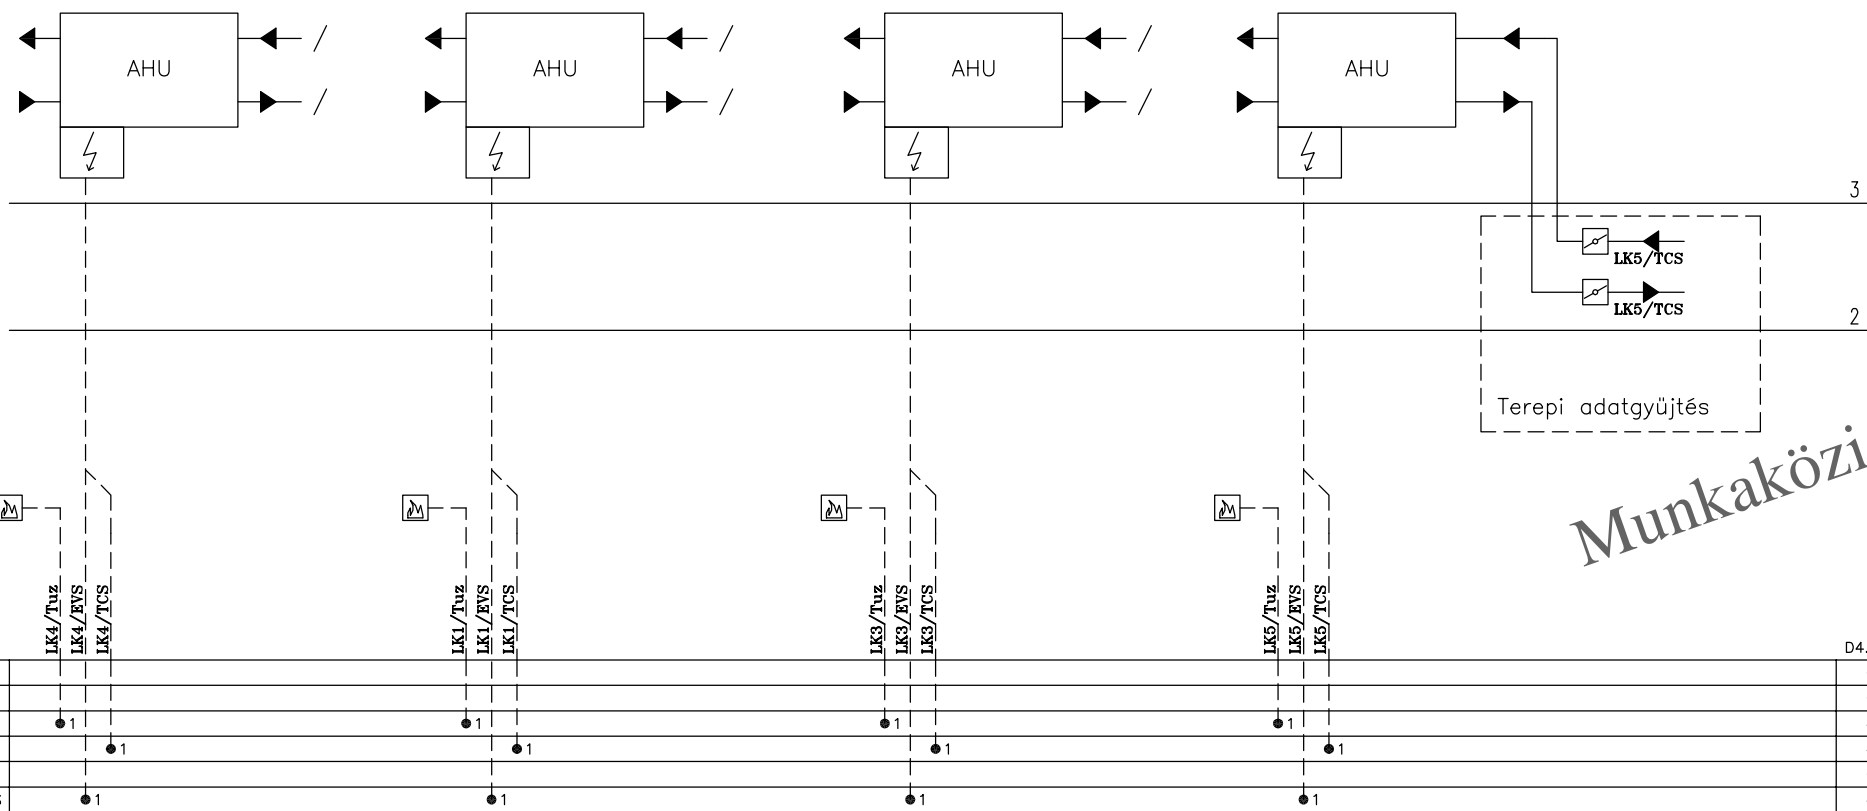 AHU AHU AHU AHU
3
LK5/TCS
LK5/TCS
2
Terepi adatgyüjtés
Munkaközi
LK4/Tuz LK4/EVS LK4/TCS LK1/Tuz LK1/EVS LK1/TCS LK3/Tuz LK3/EVS LK3/TCS LK5/Tuz LK5/EVS LK5/TCS
D4.
1 1 1 1
1 1 1 1
1 1 1 1